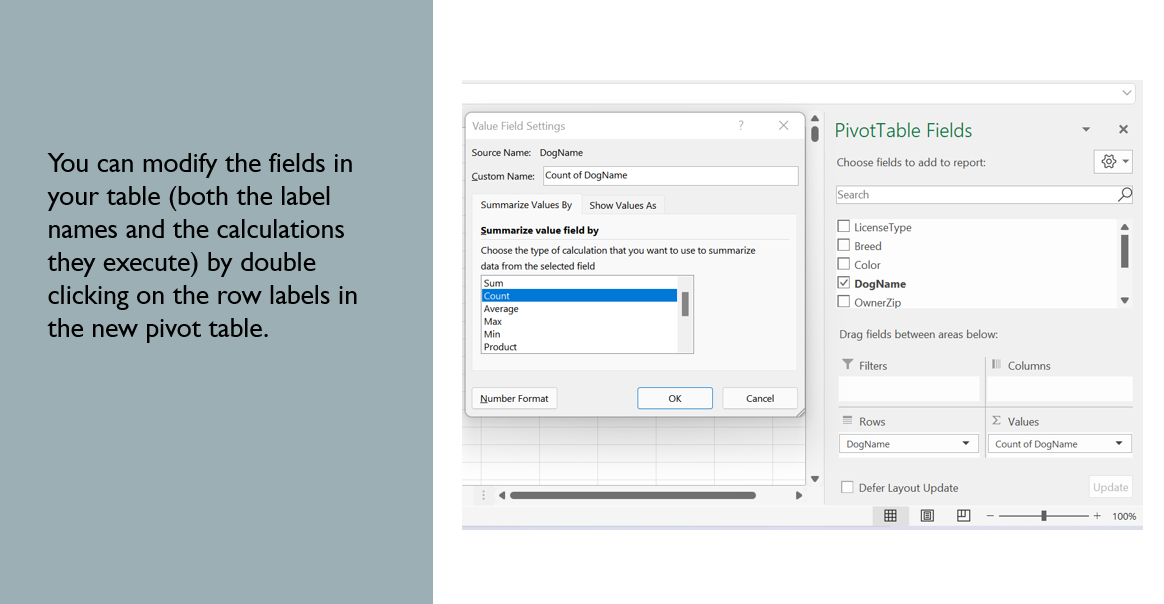 You can modify the fields in
your table (both the label
names and the calculations
they execute) by double
clicking on the row labels in
the new pivot table.
Value Field Settings
?
Source Name: DogName
Custom Name: Count of DogName
Summarize Values By Show Values As
Summarize value field by
Choose the type of calculation that you want to use to summarize
data from the selected field
Sum
Count
Average
Max
Min
Product
Number Format OK Cancel
PivotTable Fields
Choose fields to add to report:
Search
LicenseType
Breed
Color
DogName
OwnerZip
Drag fields between areas below:
Filters Columns
Rows Σ Values
DogName Count of DogName
Defer Layout Update Update
100%